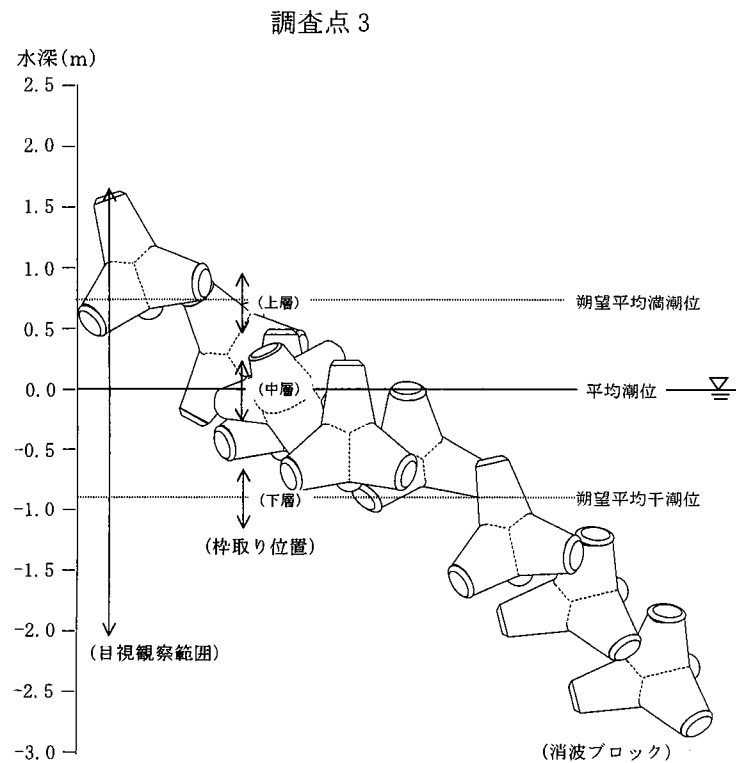 調査点 3
水深(m)
2.5
2.0
1.5
1.0
(上層)
朔望平均満潮位
0.5
0.0
(中層)
平均潮位
-0.5
(下層)
朔望平均干潮位
-1.0
(枠取り位置)
-1.5
-2.0
(目視観察範囲)
-2.5
-3.0
(消波ブロック)